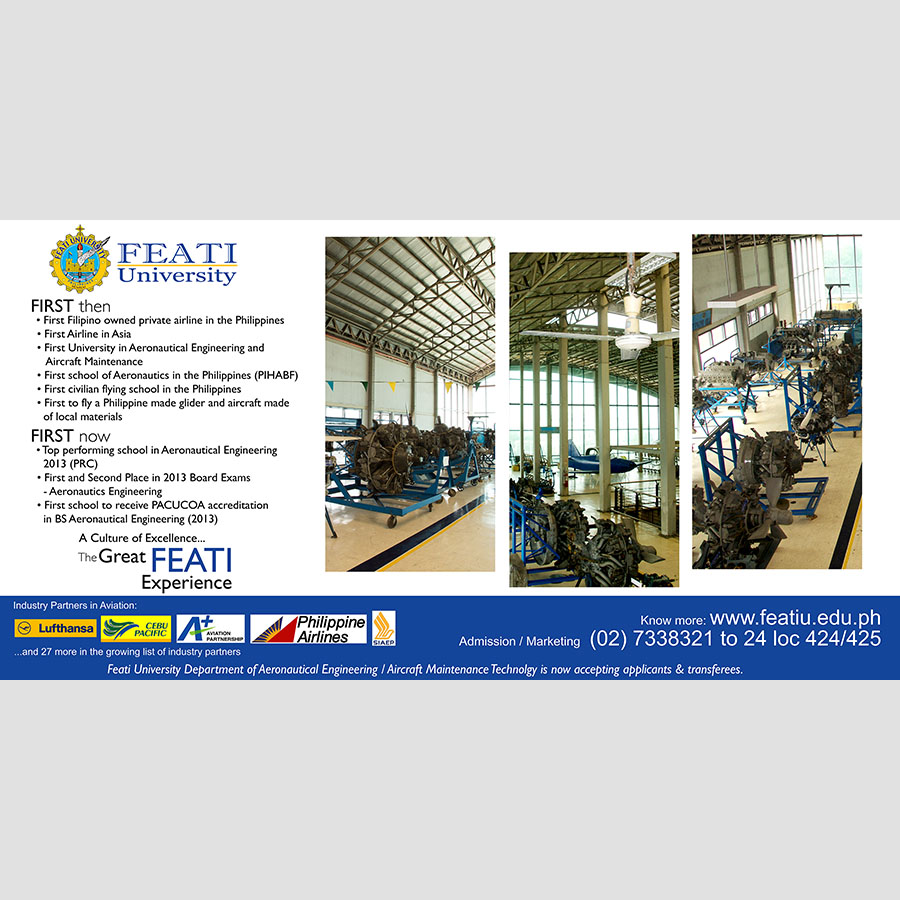 FEATI UNIVERSITY
FEATI
University
FIRST then
• First Filipino owned private airline in the Philippines
• First Airline in Asia
• First University in Aeronautical Engineering and
Aircraft Maintenance
• First school of Aeronautics in the Philippines (PIHABF)
• First civilian flying school in the Philippines
• First to fly a Philippine made glider and aircraft made
of local materials
FIRST now
• Top performing school in Aeronautical Engineering
2013 (PRC)
• First and Second Place in 2013 Board Exams
- Aeronautics Engineering
• First school to receive PACUCOA accreditation
in BS Aeronautical Engineering (2013)
A Culture of Excellence...
The Great FEATI
Experience
Industry Partners in Aviation:
Lufthansa
CEBU
PACIFIC
A+
AVIATION
PARTNERSHIP
Philippine
Airlines
SIAEP
...and 27 more in the growing list of industry partners
Know more: www.featiu.edu.ph
Admission / Marketing (02) 7338321 to 24 loc 424/425
Feati University Department of Aeronautical Engineering / Aircraft Maintenance Technolgy is now accepting applicants & transferees.